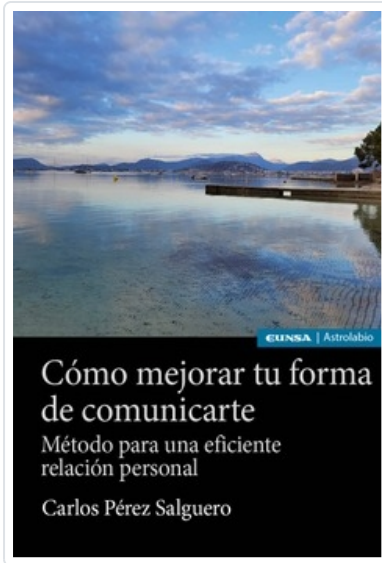 EUNSA | Astrolabio
Cómo mejorar tu forma
de comunicarte
Método para una eficiente
relación personal
Carlos Pérez Salguero